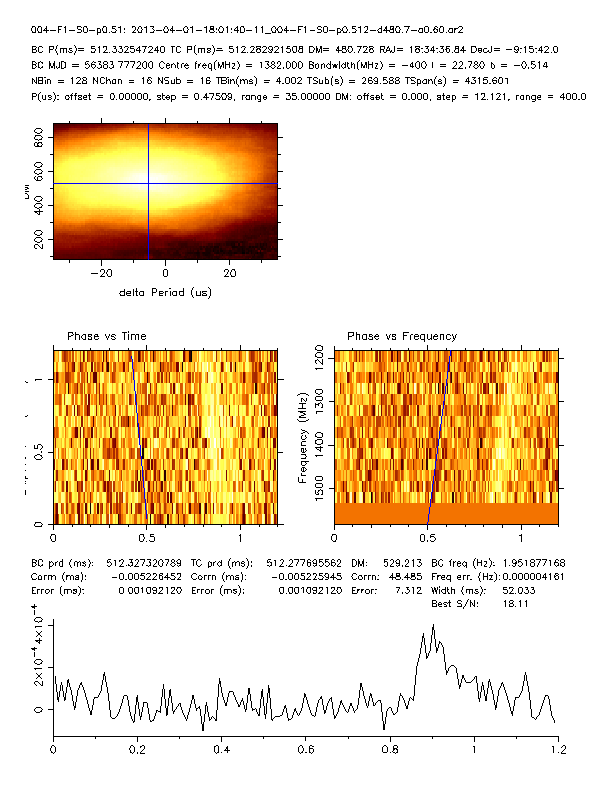 004-F1-S0-p0.51: 2013-04-01-18:01:40-11_004-F1-S0-p0.512-d480.7-a0.60.ar2
BC P(ms)= 512.332547240 TC P(ms)= 512.282921508 DM= 480.728 RAJ= 18:34:36.84 DecJ= -9:15:42.0
BC MJD = 56383.777200 Centre freq(MHz) = 1382.000 Bandwidth(MHz) = -400 l = 22.780 b = -0.514
NBin = 128 NChan = 16 NSub = 16 TBin(ms) = 4.002 TSub(s) = 269.588 TSpan(s) = 4315.601
P(us): offset = 0.00000, step = 0.47509, range = 35.00000 DM: offset = 0.000, step = 12.121, range = 400.0
800
600
400
200
-20 0 20
delta Period (us)
Phase vs Time
1
0.5
0
0 0.5 1
Phase vs Frequency
Frequency (MHz)
1200
1300
1400
1500
0 0.5 1
BC prd (ms): 512.327320789 TC prd (ms): 512.277695562 DM: 529.213 BC freq (Hz): 1.951877168
Corrn (ms): -0.005226452 Corrn (ms): -0.005225945 Corrn: 48.485 Freq err. (Hz): 0.000004161
Error (ms): 0.001092120 Error (ms): 0.001092120 Error: 7.312 Width (ms): 52.033
Best S/N: 18.11
4×10⁻⁴
2×10⁻⁴
0
0 0.2 0.4 0.6 0.8 1 1.2